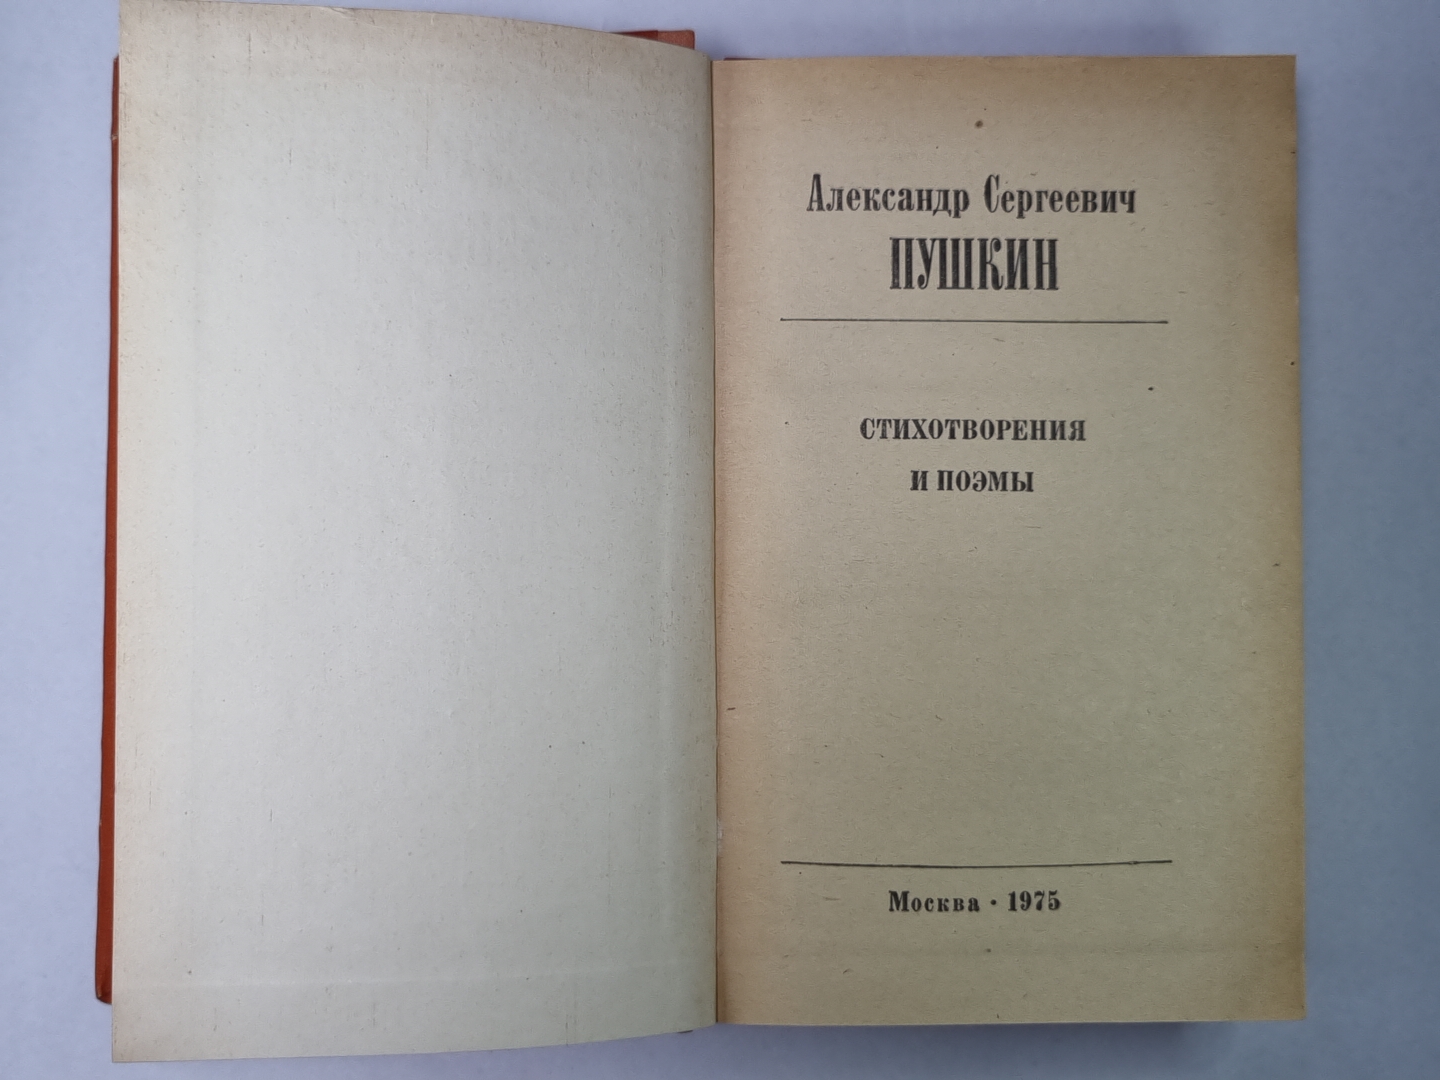 Александр Сергеевич
ПУШКИН
СТИХОТВОРЕНИЯ
И ПОЭМЫ
Москва · 1975